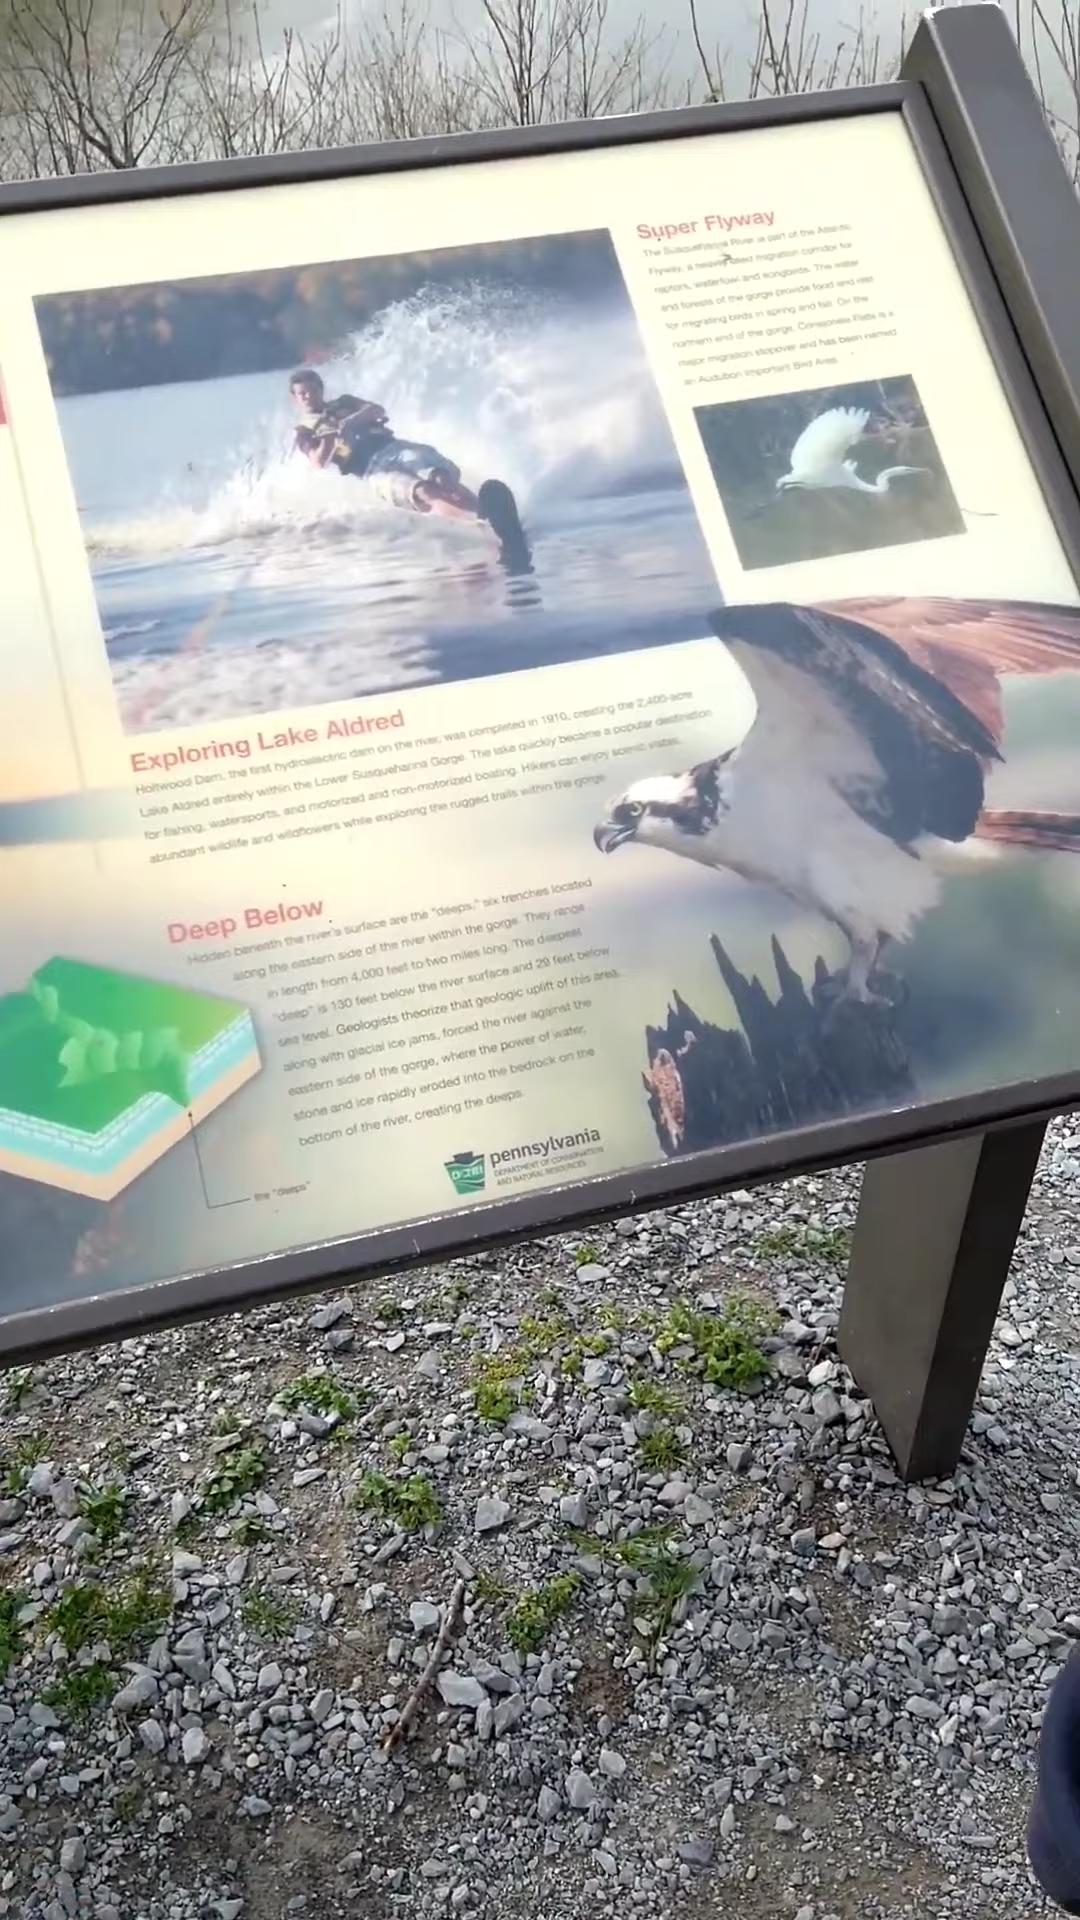 Super Flyway
The Susquehanna River is part of the Atlantic
Flyway, a heavily used migration corridor for
raptors, waterfowl and songbirds. The water
and forests of the gorge provide food and rest
for migrating birds in spring and fall. On the
northern end of the gorge, Conejohela Flats is a
major migration stopover and has been named
an Audubon Important Bird Area.
Exploring Lake Aldred
Holtwood Dam, the first hydroelectric dam on the river, was completed in 1910, creating the 2,400-acre
Lake Aldred entirely within the Lower Susquehanna Gorge. The lake quickly became a popular destination
for fishing, watersports, and motorized and non-motorized boating. Hikers can enjoy scenic vistas,
abundant wildlife and wildflowers while exploring the rugged trails within the gorge.
Deep Below
Hidden beneath the river's surface are the "deeps," six trenches located
along the eastern side of the river within the gorge. They range
in length from 4,000 feet to two miles long. The deepest
"deep" is 130 feet below the river surface and 29 feet below
sea level. Geologists theorize that geologic uplift of this area,
along with glacial ice jams, forced the river against the
eastern side of the gorge, where the power of water,
stone and ice rapidly eroded into the bedrock on the
bottom of the river, creating the deeps.
the "deeps"
DCNR
pennsylvania
DEPARTMENT OF CONSERVATION
AND NATURAL RESOURCES